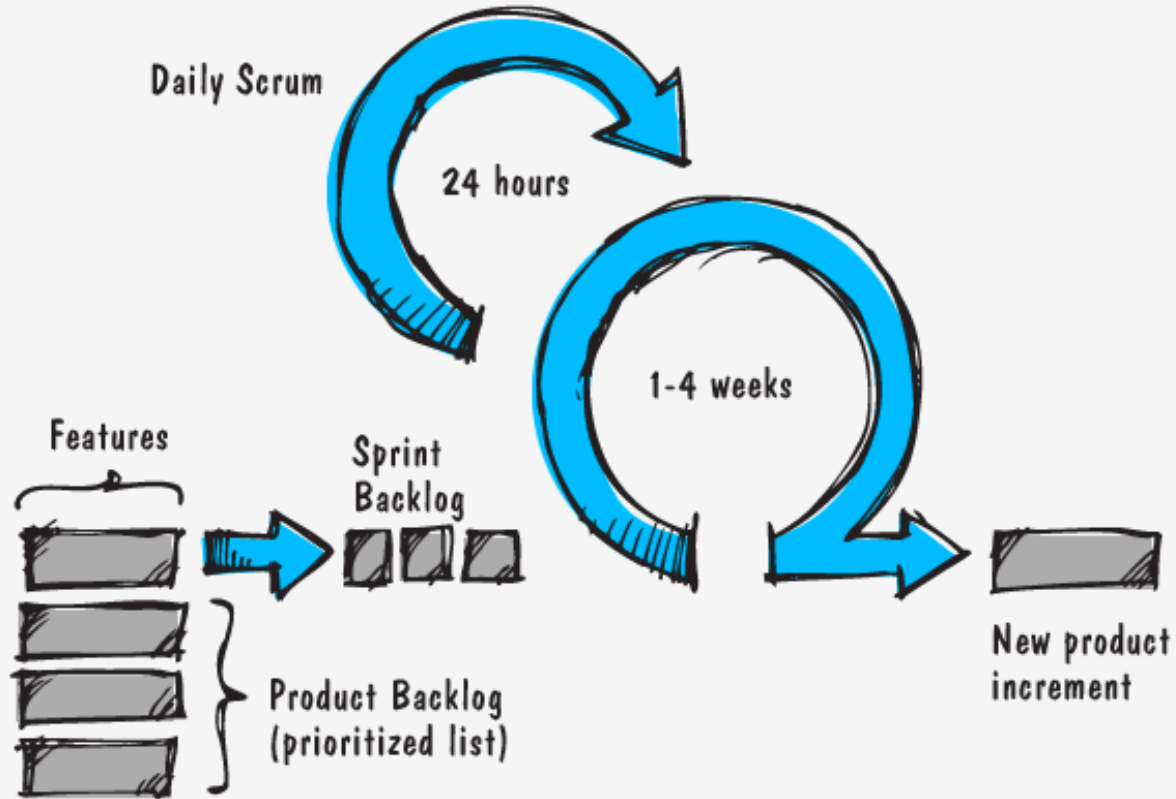 Daily Scrum
24 hours
1-4 weeks
Features
Sprint
Backlog
Product Backlog
(prioritized list)
New product
increment